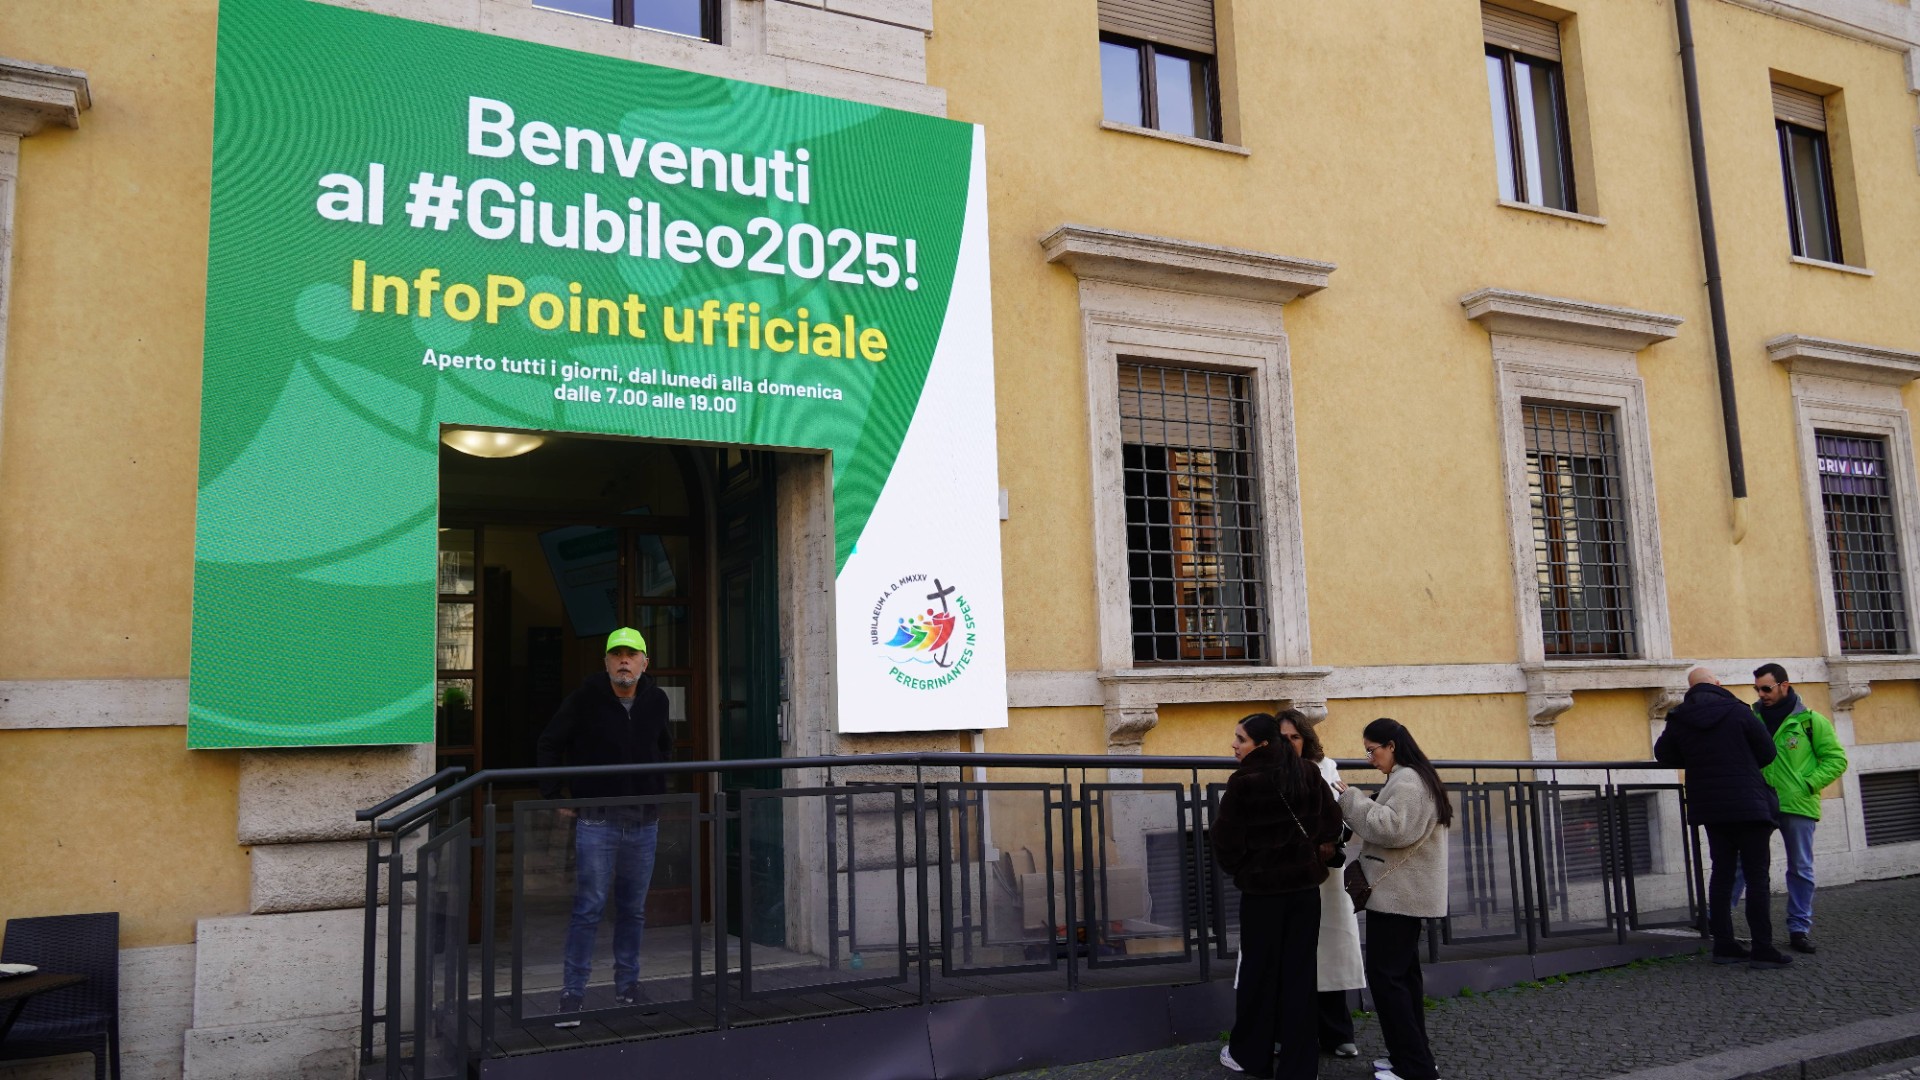 Benvenuti
al #Giubileo2025!
InfoPoint ufficiale
Aperto tutti i giorni, dal lunedì alla domenica
dalle 7.00 alle 19.00
IUBILAEUM A. D. MMXXV
PEREGRINANTES IN SPEM